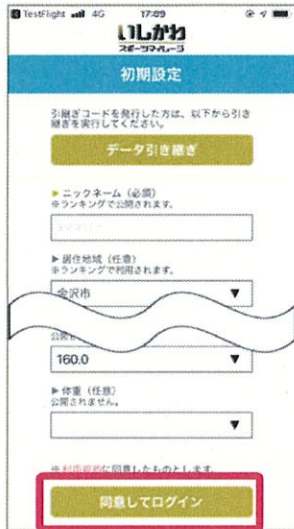 TestFlight 4G 17:09
いしかわ
スポーツマイレージ
初期設定
引継ぎコードを発行した方は、以下から引き
継ぎを実行してください。
データ引き継ぎ
▶ ニックネーム（必須）
※ランキングで公開されます。
▶ 居住地域（任意）
※ランキングで利用されます。
金沢市 ▼
160.0 ▼
▶ 体重（任意）
公開されません。
▼
※利用規約に同意したものとします。
同意してログイン